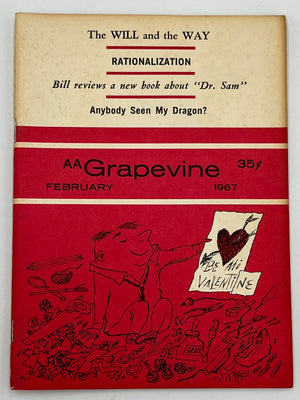 The WILL and the WAY
RATIONALIZATION
Bill reviews a new book about "Dr. Sam"
Anybody Seen My Dragon?
AA Grapevine 35¢
FEBRUARY 1967
BE Mi
VALENTINE